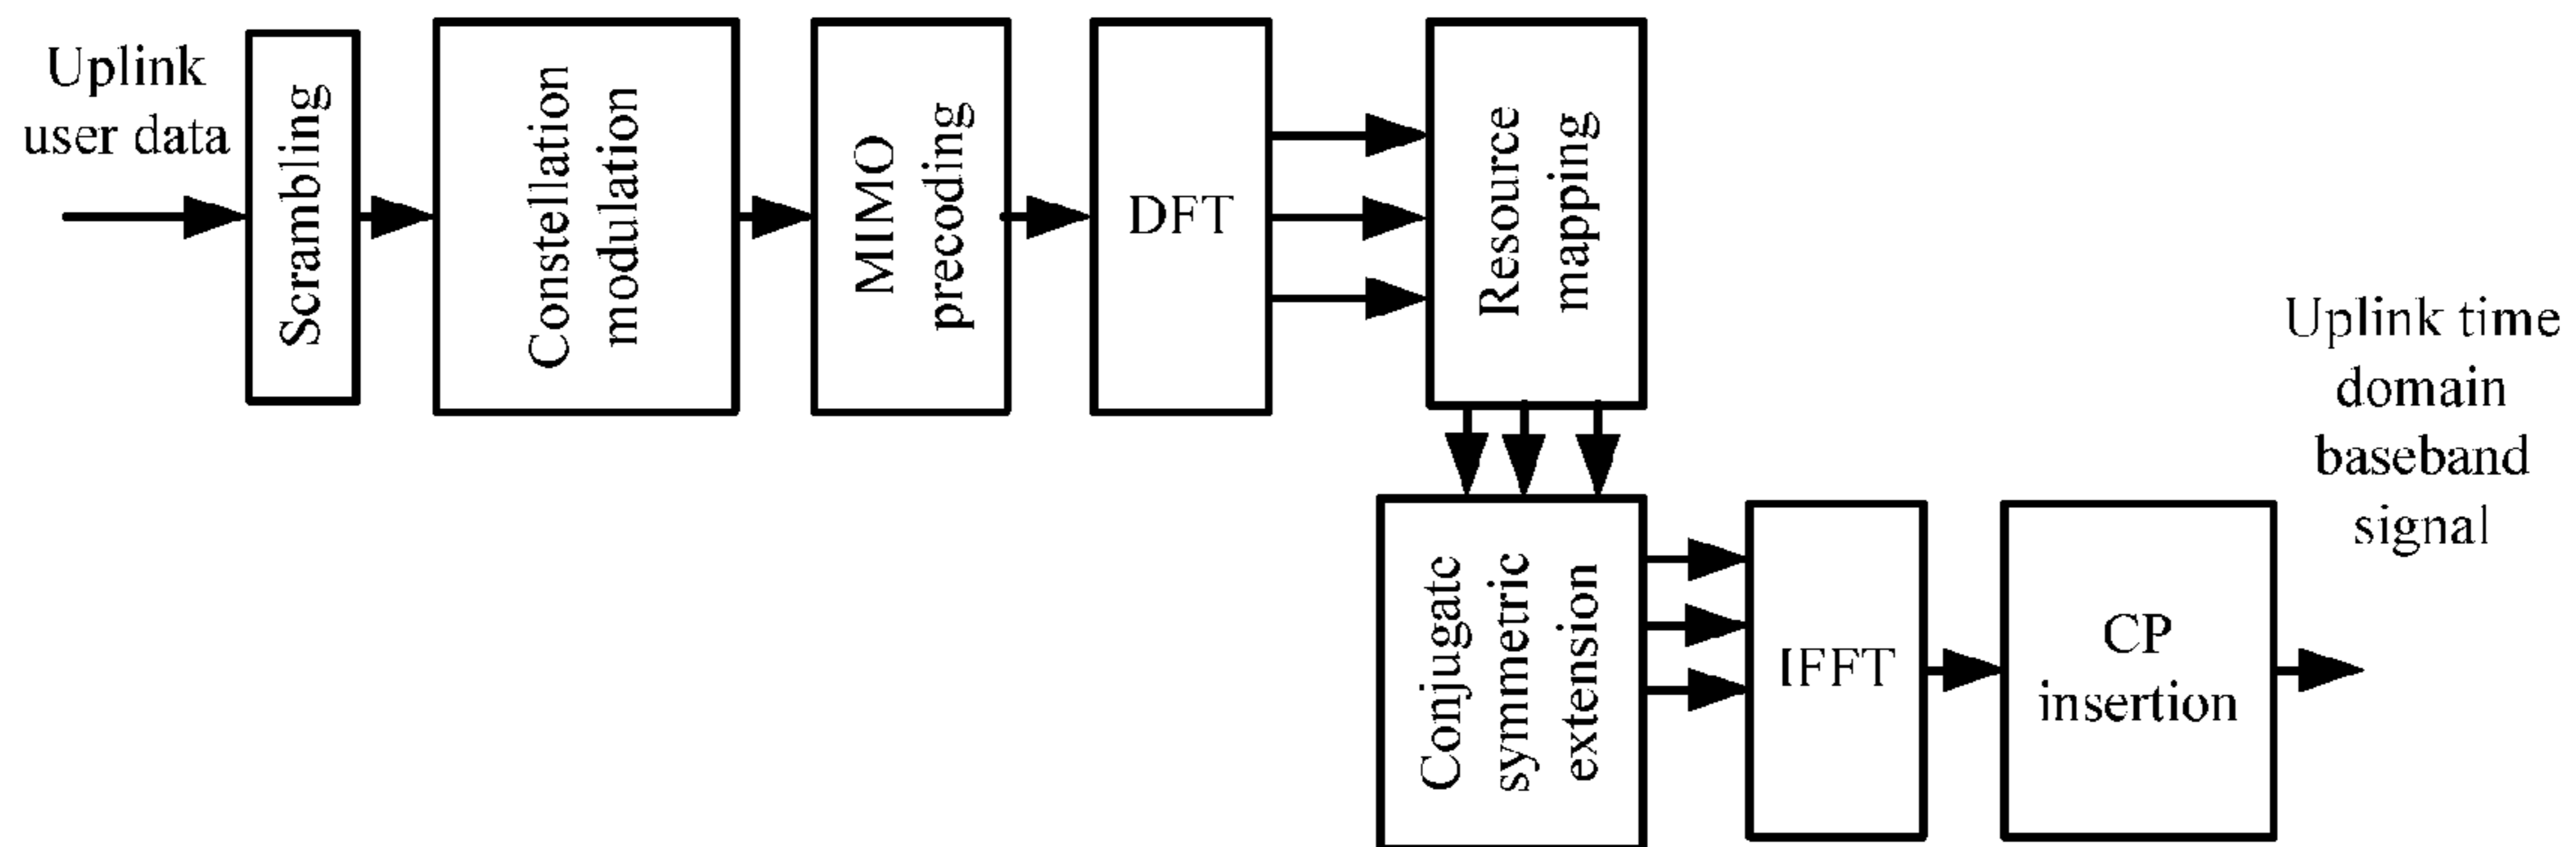 Uplink
user data
Scrambling
Constellation
modulation
MIMO
precoding
DFT
Resource
mapping
Conjugate
symmetric
extension
IFFT
CP
insertion
Uplink time
domain
baseband
signal